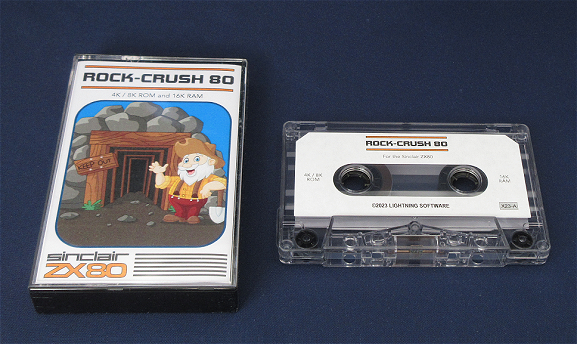 ROCK-CRUSH 80
4K / 8K ROM and 16K RAM
KEEP OUT
sinclair
ZX80
ROCK-CRUSH 80
For the Sinclair ZX80
4K / 8K
ROM
16K
RAM
©2023 LIGHTNING SOFTWARE
X23-A